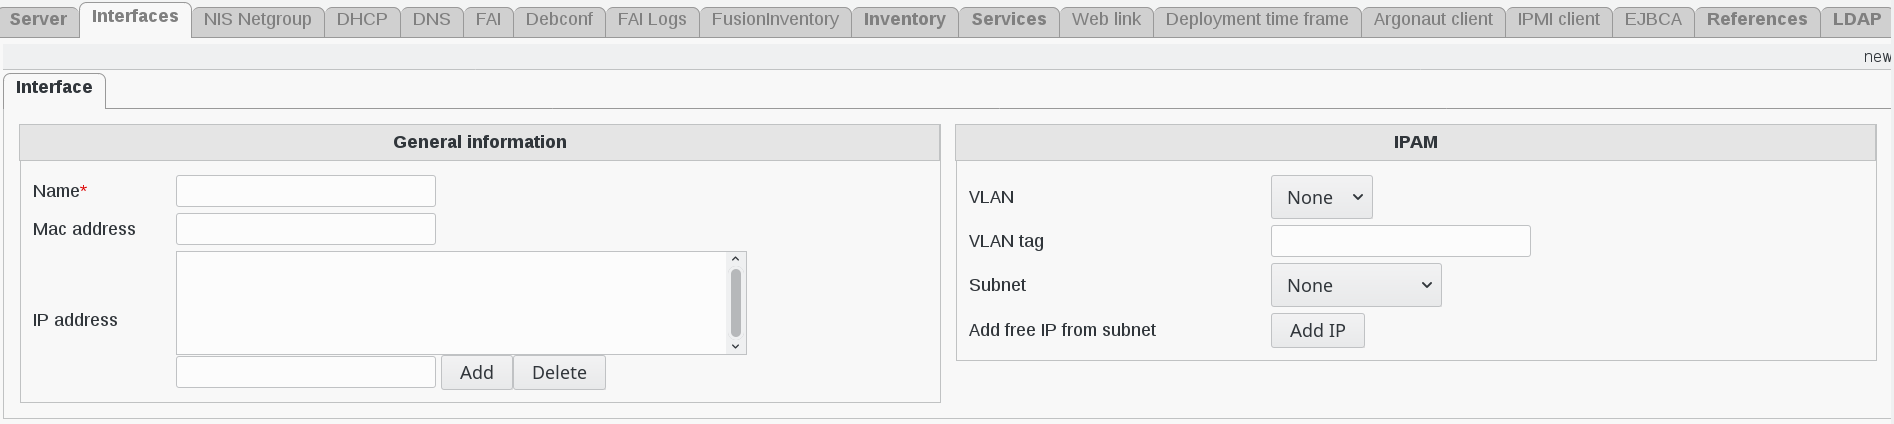 Server Interfaces NIS Netgroup DHCP DNS FAI Debconf FAI Logs FusionInventory Inventory Services Web link Deployment time frame Argonaut client IPMI client EJBCA References LDAP
new
Interface
General information
Name*
Mac address
IP address
Add Delete
IPAM
VLAN None
VLAN tag
Subnet None
Add free IP from subnet Add IP